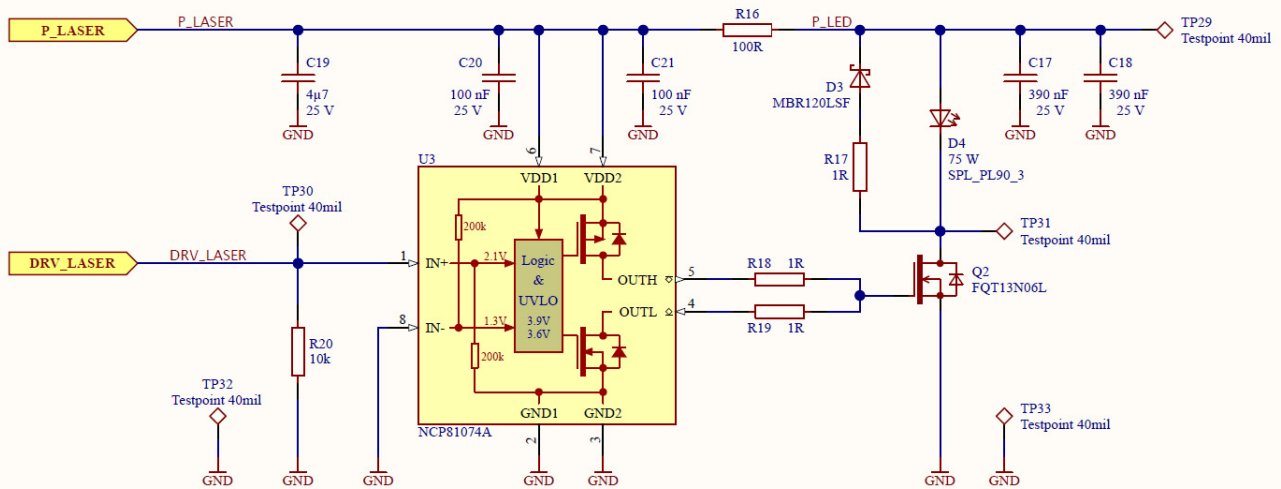 P_LASER
P_LASER
R16
100R
P_LED
TP29
Testpoint 40mil
C19
4µ7
25 V
GND
C20
100 nF
25 V
GND
C21
100 nF
25 V
GND
D3
MBR120LSF
R17
1R
D4
75 W
SPL_PL90_3
C17
390 nF
25 V
GND
C18
390 nF
25 V
GND
U3
6
7
VDD1
VDD2
200k
TP30
Testpoint 40mil
DRV_LASER
DRV_LASER
1
IN+
2.1V
Logic
&
UVLO
3.9V
3.6V
OUTH
5
R18
1R
TP31
Testpoint 40mil
Q2
FQT13N06L
8
IN-
1.3V
200k
OUTL
4
R19
1R
R20
10k
TP32
Testpoint 40mil
GND1
GND2
NCP81074A
2
3
TP33
Testpoint 40mil
GND
GND
GND
GND
GND
GND
GND